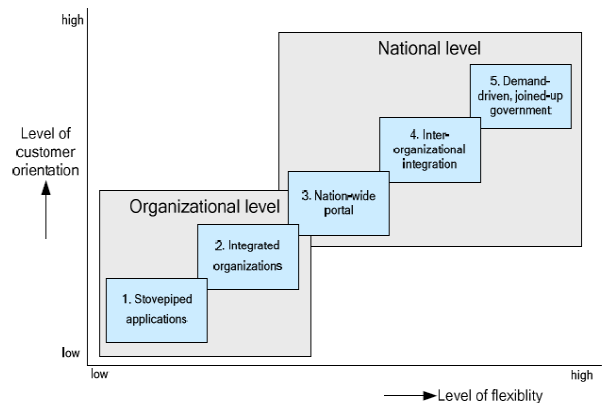 high
National level
5. Demand-
driven, joined-up
government
Level of
customer
orientation
4. Inter-
organizational
integration
3. Nation-wide
portal
Organizational level
2. Integrated
organizations
1. Stovepiped
applications
low
low
high
Level of flexiblity